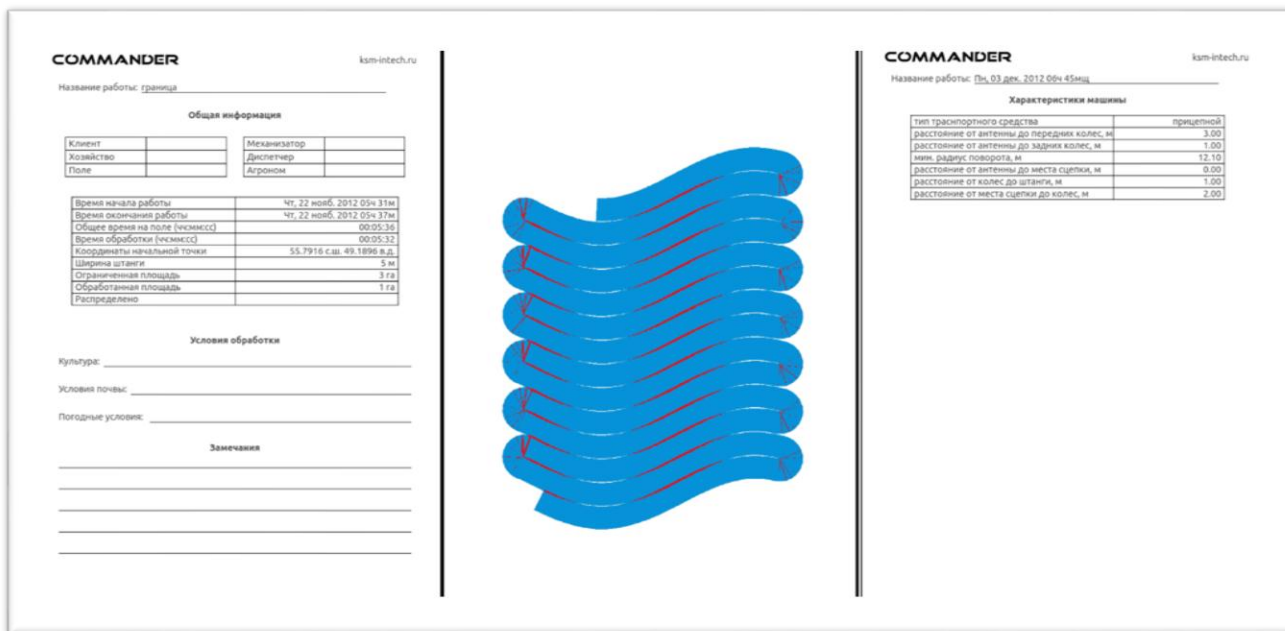 COMMANDER
ksm-intech.ru
Название работы: граница
Общая информация
Клиент
Хозяйство
Поле
Механизатор
Диспетчер
Агроном
Время начала работы Чт, 22 нояб. 2012 05ч 31м
Время окончания работы Чт, 22 нояб. 2012 05ч 37м
Общее время на поле (чч:мм:сс) 00:05:36
Время обработки (чч:мм:сс) 00:05:32
Координаты начальной точки 55.7916 с.ш. 49.1896 в.д.
Ширина штанги 5 м
Ограниченная площадь 3 га
Обработанная площадь 1 га
Распределено
Условия обработки
Культура:
Условия почвы:
Погодные условия:
Замечания
COMMANDER
ksm-intech.ru
Название работы: Пн, 03 дек. 2012 06ч 45мщ
Характеристики машины
тип траснпортного средства прицепной
расстояние от антенны до передних колес, м 3.00
расстояние от антенны до задних колес, м 1.00
мин. радиус поворота, м 12.10
расстояние от антенны до места сцепки, м 0.00
расстояние от колес до штанги, м 1.00
расстояние от места сцепки до колес, м 2.00